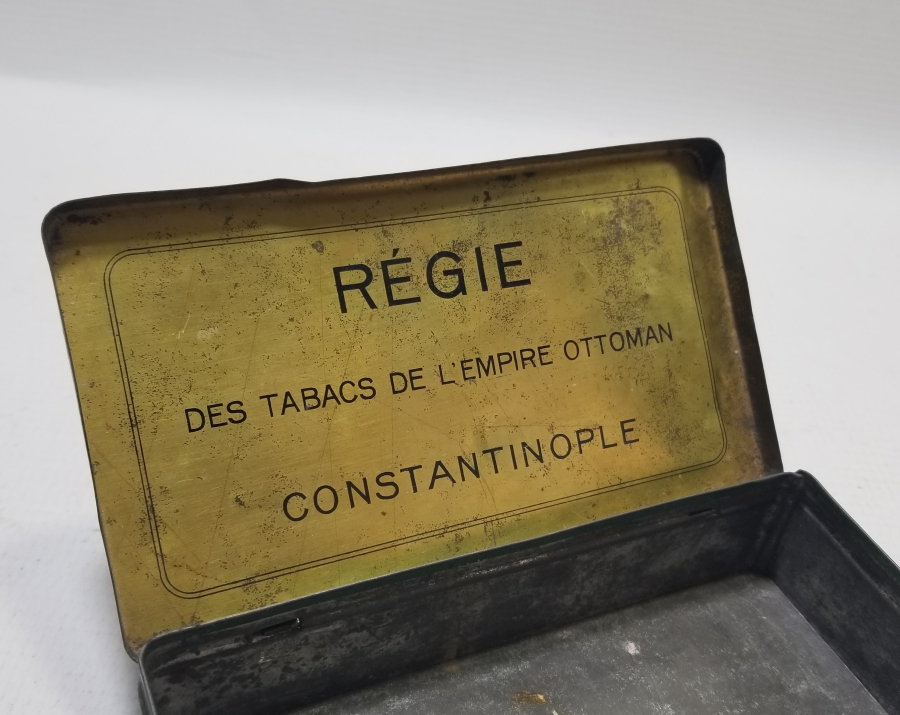 RÉGIE
DES TABACS DE L'EMPIRE OTTOMAN
CONSTANTINOPLE